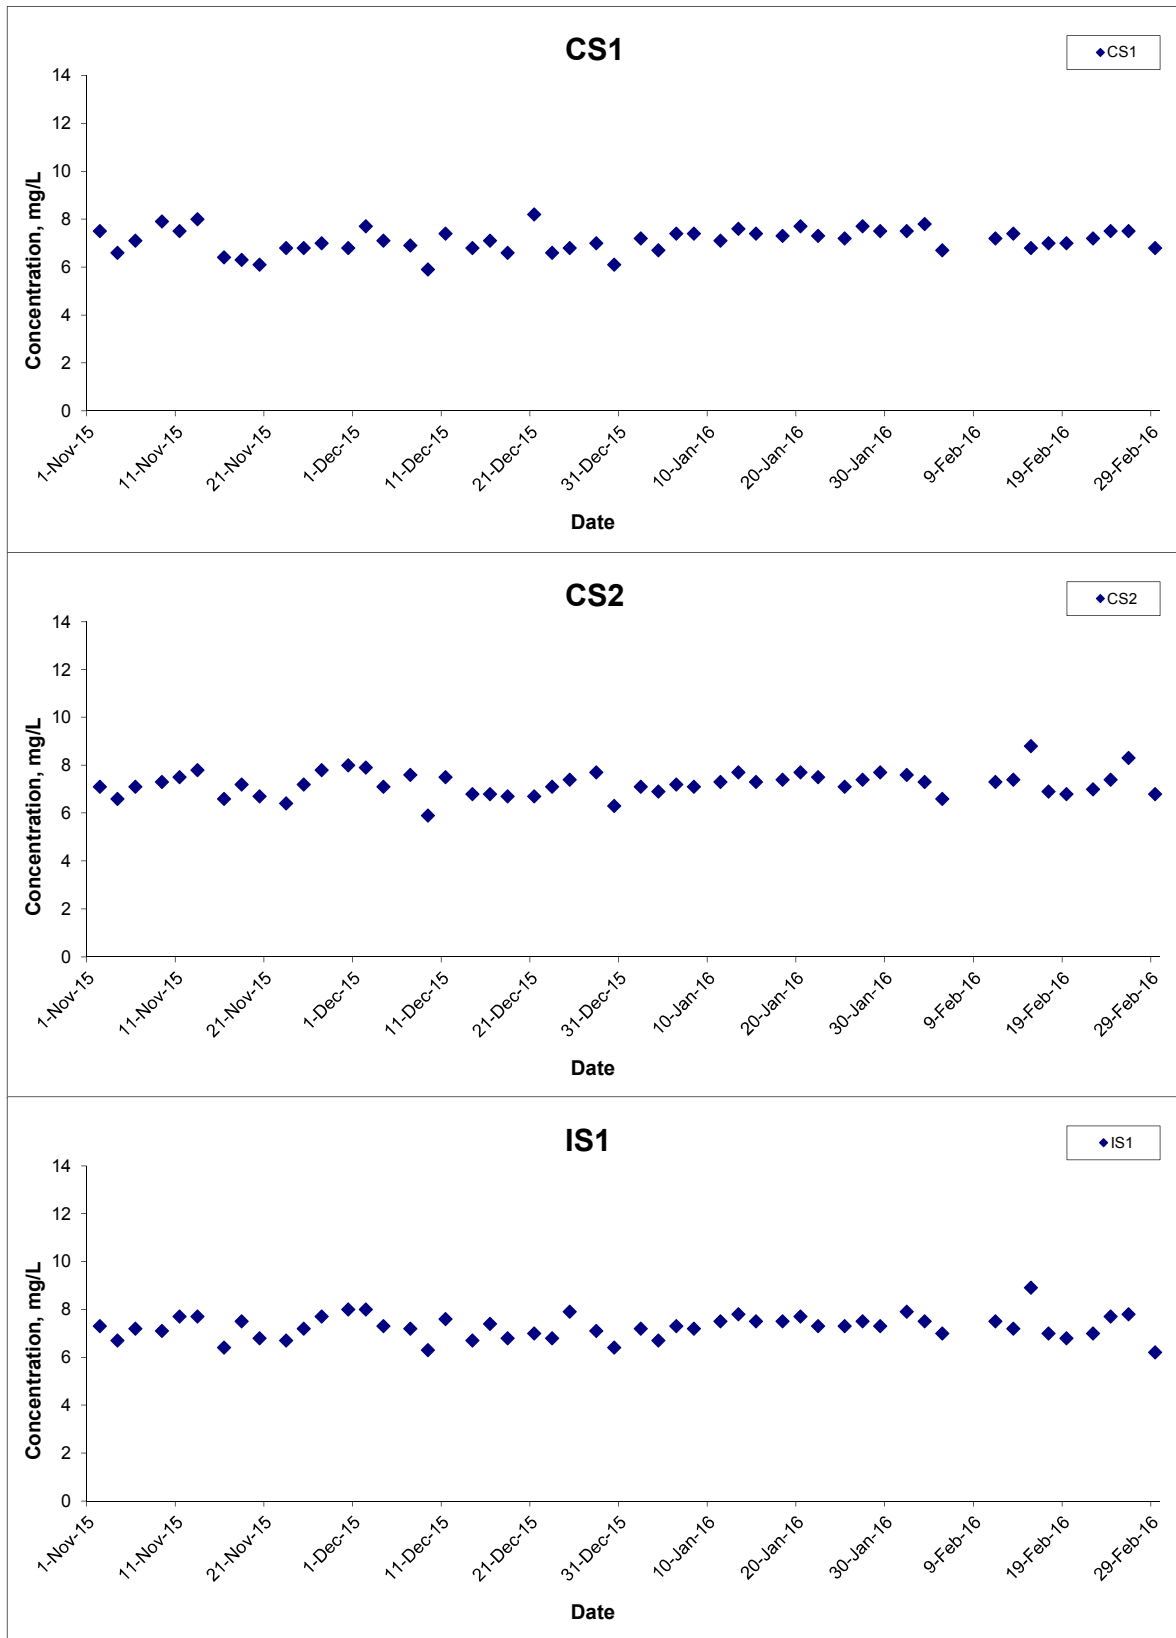 CS1
CS1
14
12
10
8
6
4
2
0
Concentration, mg/L
1-Nov-15
11-Nov-15
21-Nov-15
1-Dec-15
11-Dec-15
21-Dec-15
31-Dec-15
10-Jan-16
20-Jan-16
30-Jan-16
9-Feb-16
19-Feb-16
29-Feb-16
Date
CS2
CS2
14
12
10
8
6
4
2
0
Concentration, mg/L
1-Nov-15
11-Nov-15
21-Nov-15
1-Dec-15
11-Dec-15
21-Dec-15
31-Dec-15
10-Jan-16
20-Jan-16
30-Jan-16
9-Feb-16
19-Feb-16
29-Feb-16
Date
IS1
IS1
14
12
10
8
6
4
2
0
Concentration, mg/L
1-Nov-15
11-Nov-15
21-Nov-15
1-Dec-15
11-Dec-15
21-Dec-15
31-Dec-15
10-Jan-16
20-Jan-16
30-Jan-16
9-Feb-16
19-Feb-16
29-Feb-16
Date